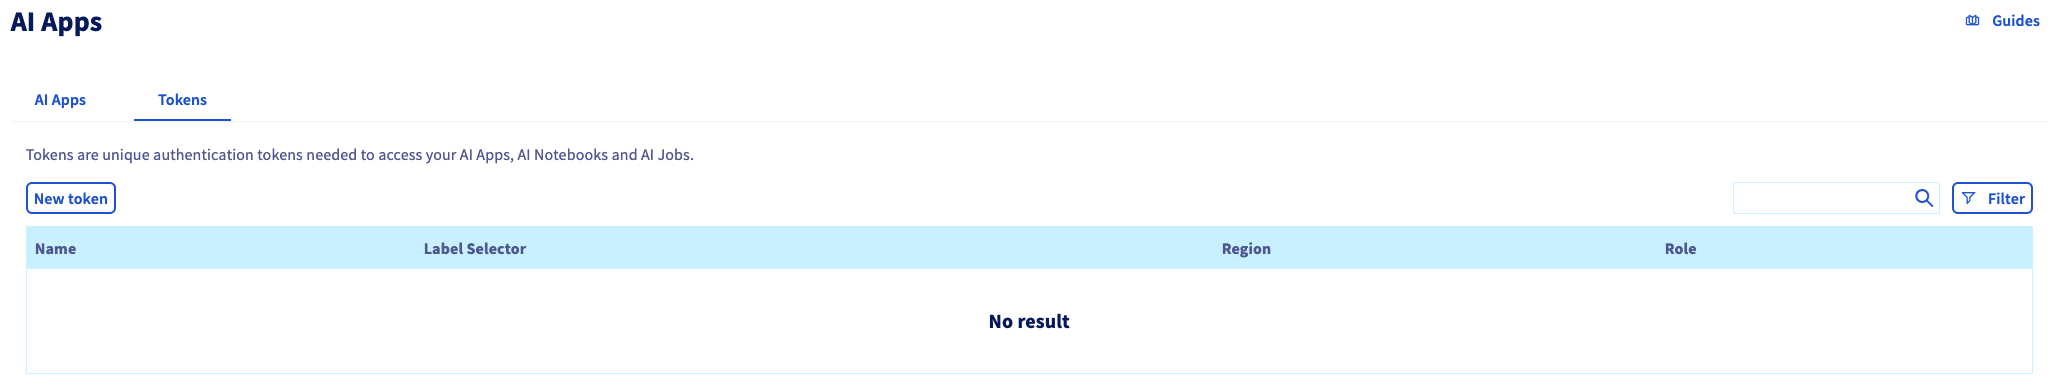 AI Apps
Guides
AI Apps
Tokens
Tokens are unique authentication tokens needed to access your AI Apps, AI Notebooks and AI Jobs.
New token
Filter
Name Label Selector Region Role
No result